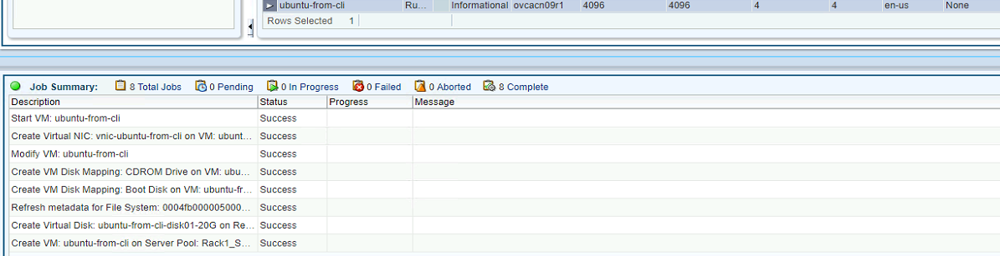 ubuntu-from-cli Ru... Informational ovcacn09r1 4096 4096 4 4 en-us None
Rows Selected 1
Job Summary: 8 Total Jobs 0 Pending 0 In Progress 0 Failed 0 Aborted 8 Complete
Description Status Progress Message
Start VM: ubuntu-from-cli Success
Create Virtual NIC: vnic-ubuntu-from-cli on VM: ubunt... Success
Modify VM: ubuntu-from-cli Success
Create VM Disk Mapping: CDROM Drive on VM: ubu... Success
Create VM Disk Mapping: Boot Disk on VM: ubuntu-fr... Success
Refresh metadata for File System: 0004fb000005000... Success
Create Virtual Disk: ubuntu-from-cli-disk01-20G on Re... Success
Create VM: ubuntu-from-cli on Server Pool: Rack1_S... Success